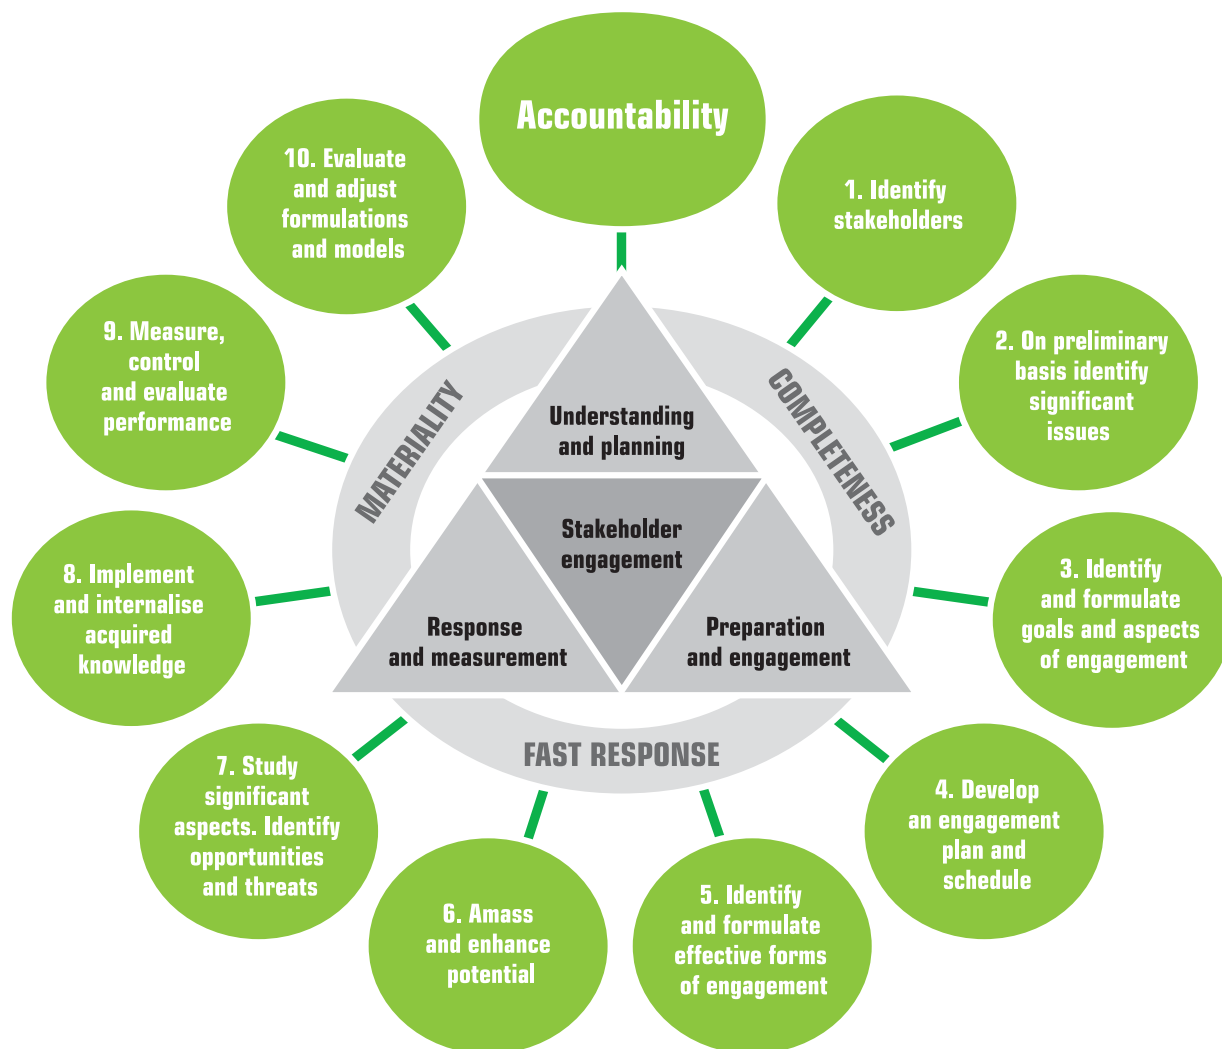 Accountability
1. Identify
stakeholders
2. On preliminary
basis identify
significant
issues
3. Identify
and formulate
goals and aspects
of engagement
4. Develop
an engagement
plan and
schedule
5. Identify
and formulate
effective forms
of engagement
6. Amass
and enhance
potential
7. Study
significant
aspects. Identify
opportunities
and threats
8. Implement
and internalise
acquired
knowledge
9. Measure,
control
and evaluate
performance
10. Evaluate
and adjust
formulations
and models
MATERIALITY
COMPLETENESS
FAST RESPONSE
Understanding
and planning
Stakeholder
engagement
Response
and measurement
Preparation
and engagement